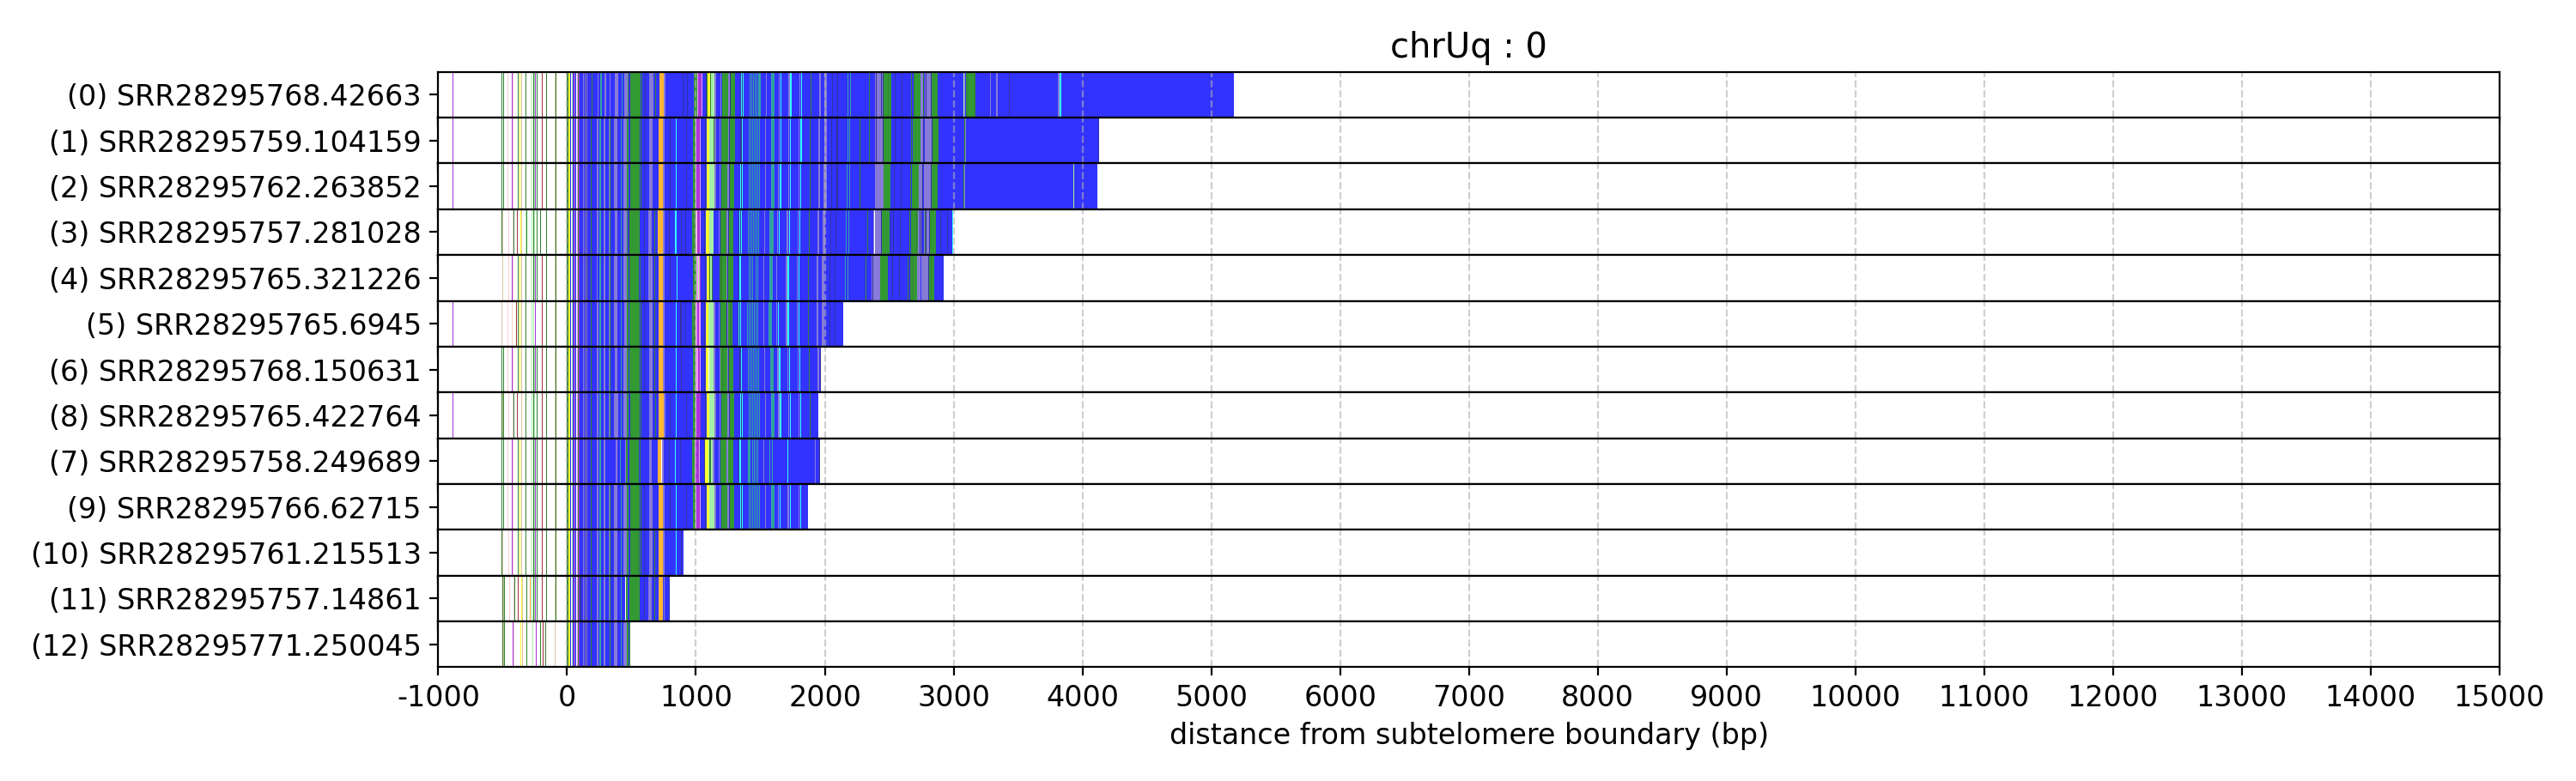 chrUq : 0
(0) SRR28295768.42663
(1) SRR28295759.104159
(2) SRR28295762.263852
(3) SRR28295757.281028
(4) SRR28295765.321226
(5) SRR28295765.6945
(6) SRR28295768.150631
(8) SRR28295765.422764
(7) SRR28295758.249689
(9) SRR28295766.62715
(10) SRR28295761.215513
(11) SRR28295757.14861
(12) SRR28295771.250045
-1000 0 1000 2000 3000 4000 5000 6000 7000 8000 9000 10000 11000 12000 13000 14000 15000
distance from subtelomere boundary (bp)